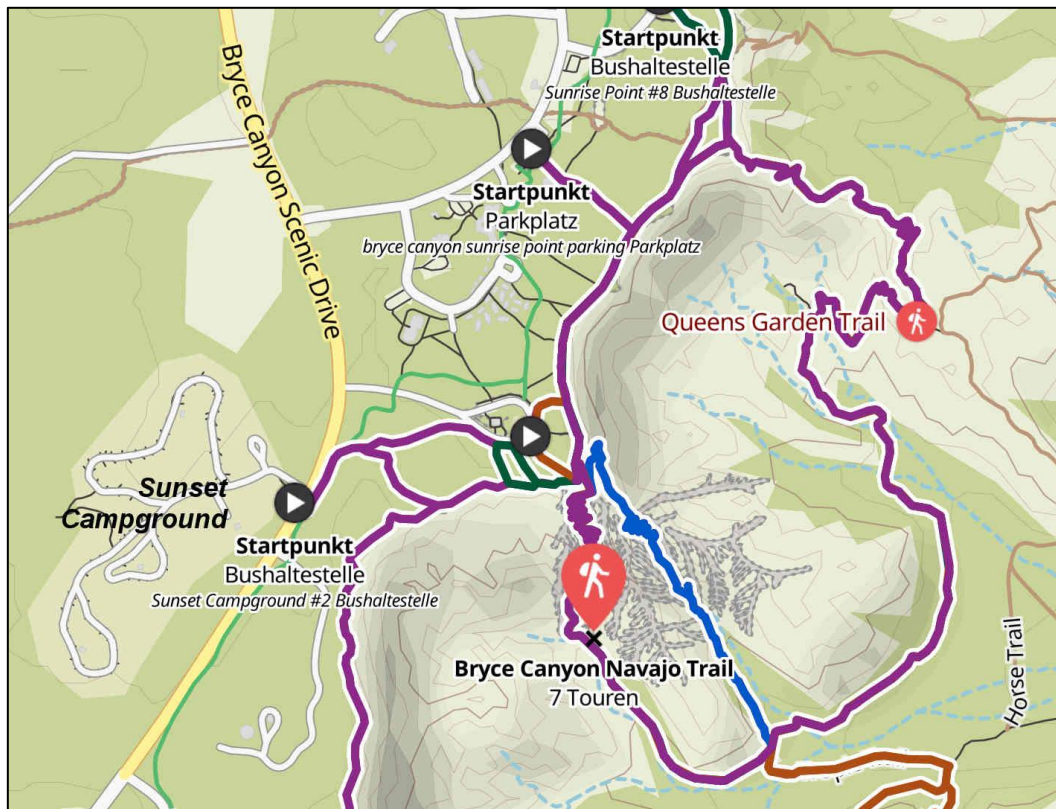 Startpunkt
Bushaltestelle
Sunrise Point #8 Bushaltestelle
Bryce Canyon Scenic Drive
Startpunkt
Parkplatz
bryce canyon sunrise point parking Parkplatz
Queens Garden Trail
Sunset
Campground
Startpunkt
Bushaltestelle
Sunset Campground #2 Bushaltestelle
Bryce Canyon Navajo Trail
7 Touren
Horse Trail